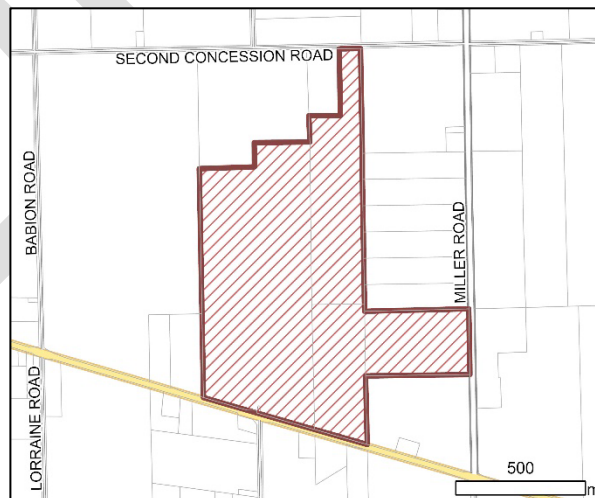 SECOND CONCESSION ROAD
BABION ROAD
MILLER ROAD
LORRAINE ROAD
500
m